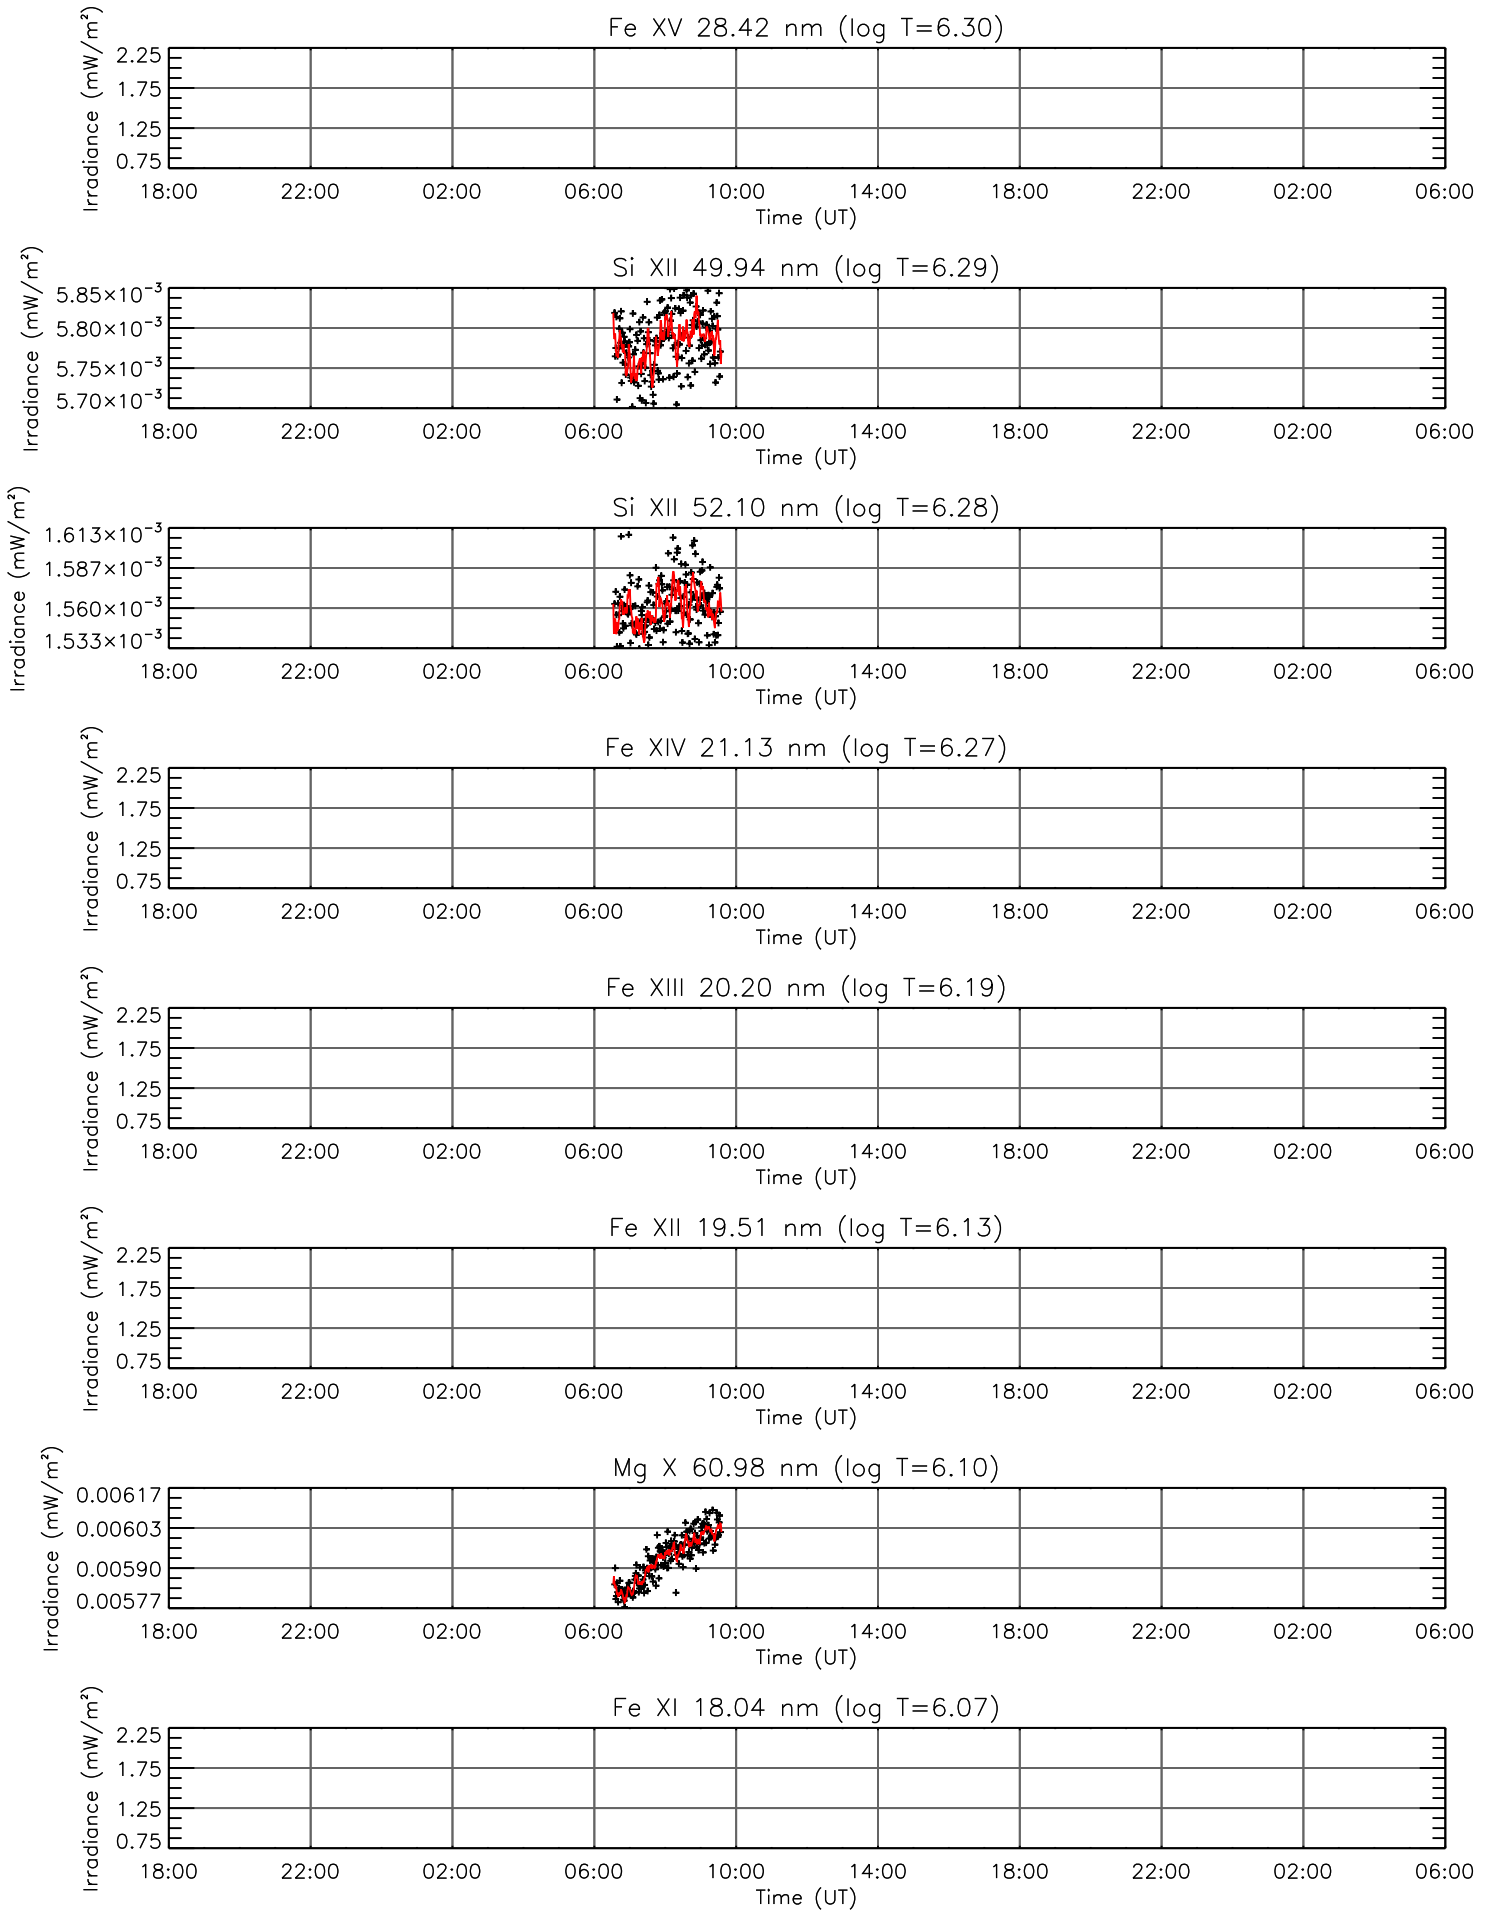 Fe XV 28.42 nm (log T=6.30)
Irradiance (mW/m²)
2.25
1.75
1.25
0.75
18:00 22:00 02:00 06:00 10:00 14:00 18:00 22:00 02:00 06:00
Time (UT)
Si XII 49.94 nm (log T=6.29)
Irradiance (mW/m²)
5.85×10⁻³
5.80×10⁻³
5.75×10⁻³
5.70×10⁻³
18:00 22:00 02:00 06:00 10:00 14:00 18:00 22:00 02:00 06:00
Time (UT)
Si XII 52.10 nm (log T=6.28)
Irradiance (mW/m²)
1.613×10⁻³
1.587×10⁻³
1.560×10⁻³
1.533×10⁻³
18:00 22:00 02:00 06:00 10:00 14:00 18:00 22:00 02:00 06:00
Time (UT)
Fe XIV 21.13 nm (log T=6.27)
Irradiance (mW/m²)
2.25
1.75
1.25
0.75
18:00 22:00 02:00 06:00 10:00 14:00 18:00 22:00 02:00 06:00
Time (UT)
Fe XIII 20.20 nm (log T=6.19)
Irradiance (mW/m²)
2.25
1.75
1.25
0.75
18:00 22:00 02:00 06:00 10:00 14:00 18:00 22:00 02:00 06:00
Time (UT)
Fe XII 19.51 nm (log T=6.13)
Irradiance (mW/m²)
2.25
1.75
1.25
0.75
18:00 22:00 02:00 06:00 10:00 14:00 18:00 22:00 02:00 06:00
Time (UT)
Mg X 60.98 nm (log T=6.10)
Irradiance (mW/m²)
0.00617
0.00603
0.00590
0.00577
18:00 22:00 02:00 06:00 10:00 14:00 18:00 22:00 02:00 06:00
Time (UT)
Fe XI 18.04 nm (log T=6.07)
Irradiance (mW/m²)
2.25
1.75
1.25
0.75
18:00 22:00 02:00 06:00 10:00 14:00 18:00 22:00 02:00 06:00
Time (UT)